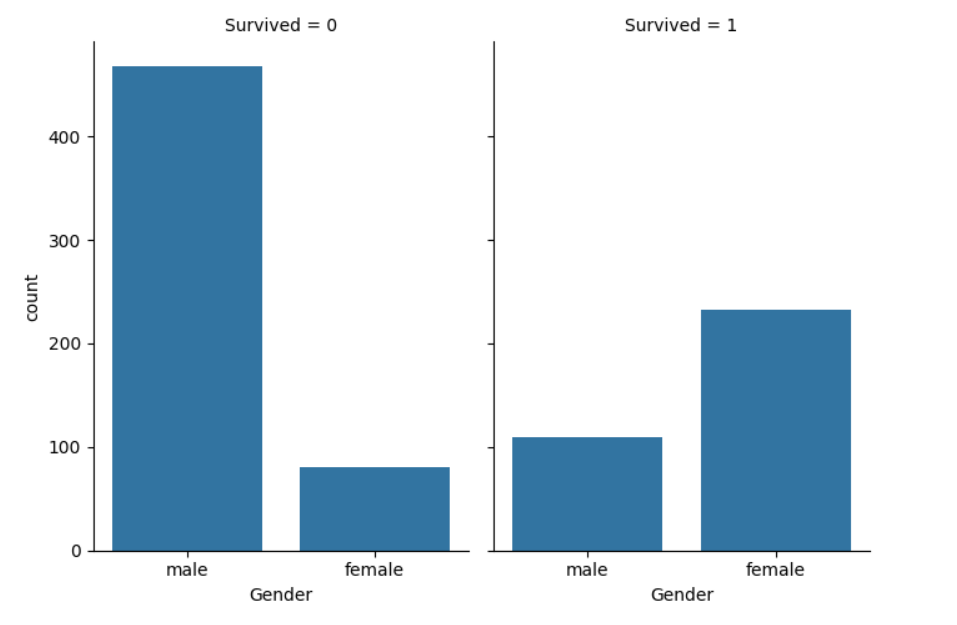 Survived = 0
Survived = 1
400
300
200
100
0
count
male
female
male
female
Gender
Gender